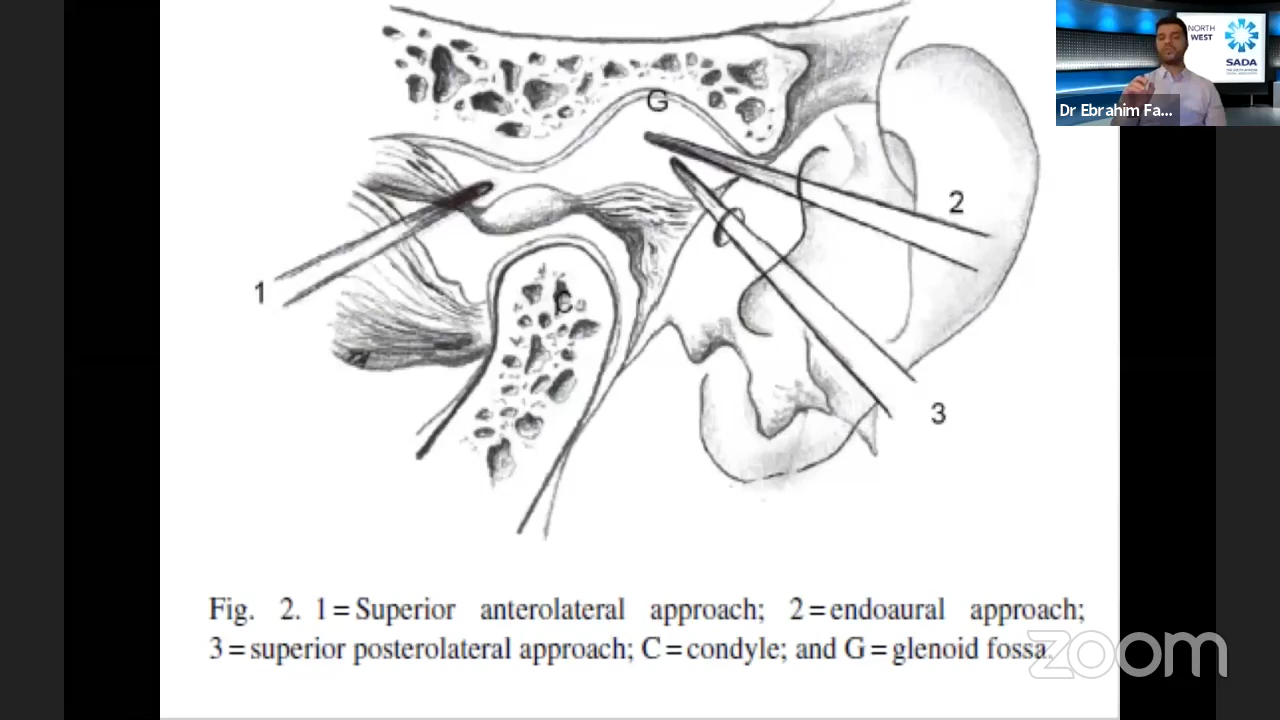 G
C
1
2
3
Fig. 2. 1=Superior anterolateral approach; 2=endoaural approach;
3=superior posterolateral approach; C=condyle; and G=glenoid fossa.
zoom
NORTH
WEST
SADA
Dr Ebrahim Fa...